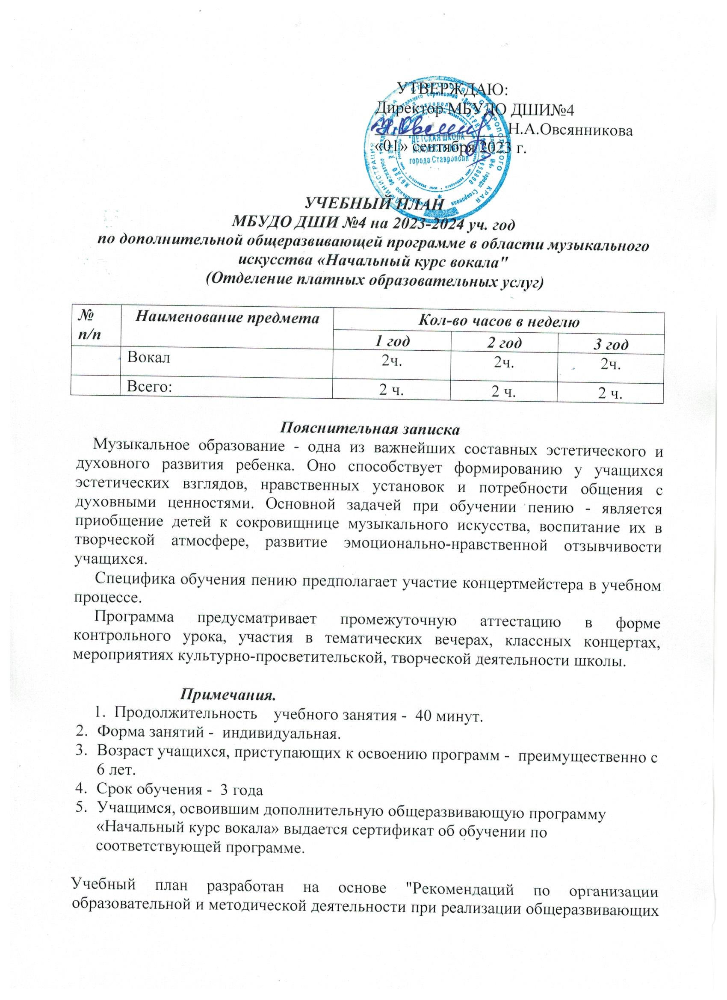 УТВЕРЖДАЮ:
Директор МБУДО ДШИ№4
Н.А.Овсянникова
«01» сентября 2023 г.
"ДЕТСКАЯ ШКОЛА
города Ставрополя
УЧЕБНЫЙ ПЛАН
МБУДО ДШИ №4 на 2023-2024 уч. год
по дополнительной общеразвивающей программе в области музыкального
искусства «Начальный курс вокала"
(Отделение платных образовательных услуг)
№ п/п Наименование предмета Кол-во часов в неделю
1 год 2 год 3 год
Вокал 2ч. 2ч. 2ч.
Всего: 2 ч. 2 ч. 2 ч.
Пояснительная записка
Музыкальное образование - одна из важнейших составных эстетического и
духовного развития ребенка. Оно способствует формированию у учащихся
эстетических взглядов, нравственных установок и потребности общения с
духовными ценностями. Основной задачей при обучении пению - является
приобщение детей к сокровищнице музыкального искусства, воспитание их в
творческой атмосфере, развитие эмоционально-нравственной отзывчивости
учащихся.
Специфика обучения пению предполагает участие концертмейстера в учебном
процессе.
Программа предусматривает промежуточную аттестацию в форме
контрольного урока, участия в тематических вечерах, классных концертах,
мероприятиях культурно-просветительской, творческой деятельности школы.
Примечания.
1. Продолжительность учебного занятия - 40 минут.
2. Форма занятий - индивидуальная.
3. Возраст учащихся, приступающих к освоению программ - преимущественно с
6 лет.
4. Срок обучения - 3 года
5. Учащимся, освоившим дополнительную общеразвивающую программу
«Начальный курс вокала» выдается сертификат об обучении по
соответствующей программе.
Учебный план разработан на основе "Рекомендаций по организации
образовательной и методической деятельности при реализации общеразвивающих